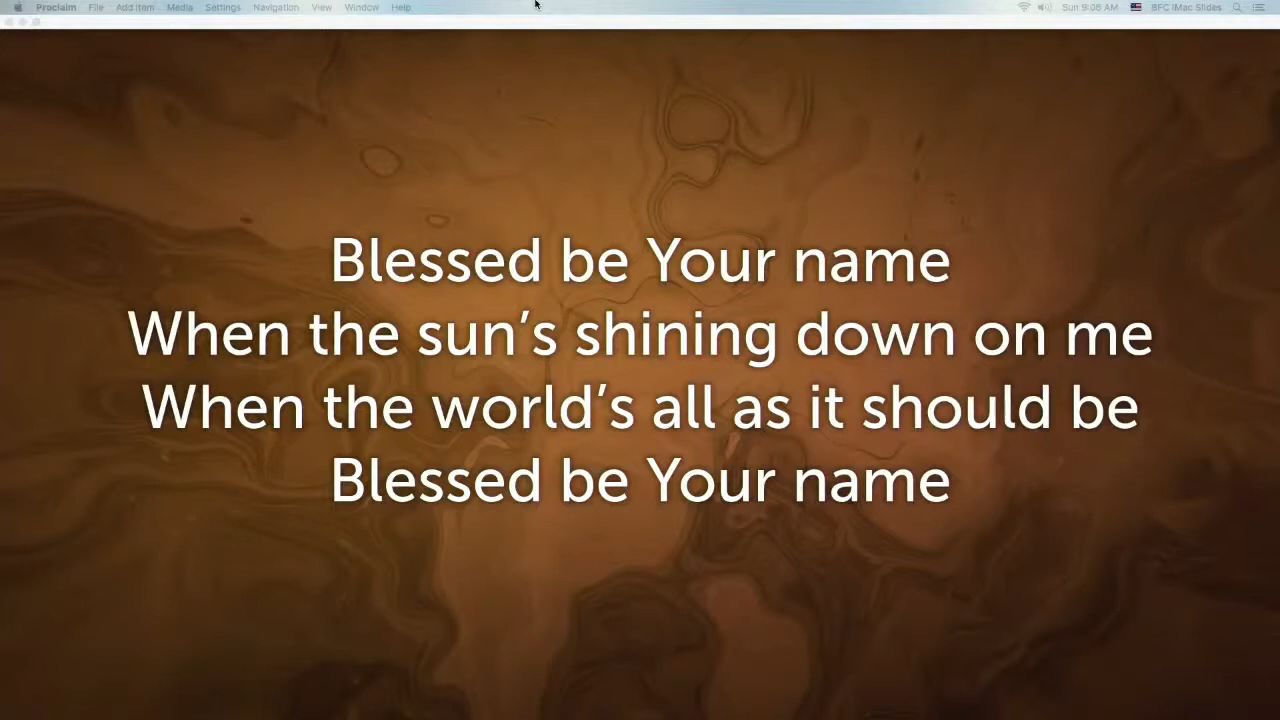 Proclaim File Add Item Media Settings Navigation View Window Help Sun 9:06 AM BFC iMac Slides
Blessed be Your name
When the sun’s shining down on me
When the world’s all as it should be
Blessed be Your name